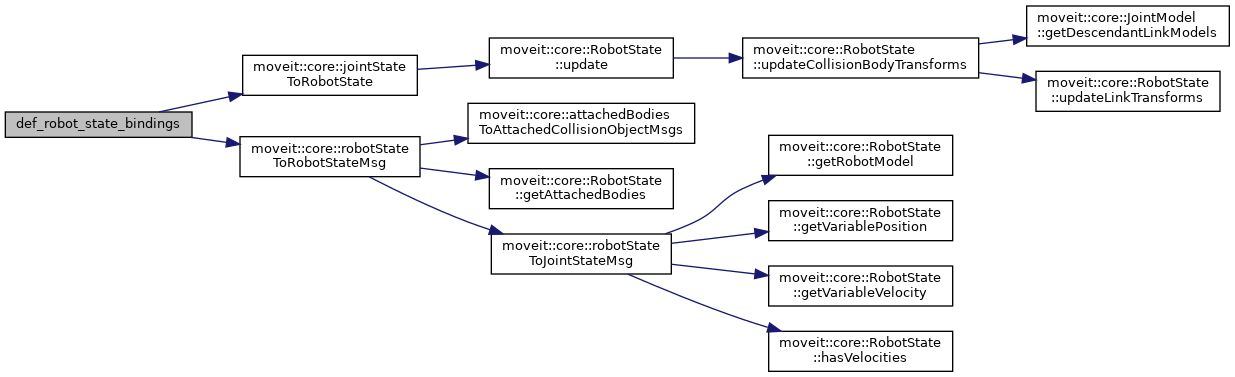 def_robot_state_bindings
moveit::core::jointState
ToRobotState
moveit::core::RobotState
::update
moveit::core::RobotState
::updateCollisionBodyTransforms
moveit::core::JointModel
::getDescendantLinkModels
moveit::core::RobotState
::updateLinkTransforms
moveit::core::robotState
ToRobotStateMsg
moveit::core::attachedBodies
ToAttachedCollisionObjectMsgs
moveit::core::RobotState
::getAttachedBodies
moveit::core::robotState
ToJointStateMsg
moveit::core::RobotState
::getRobotModel
moveit::core::RobotState
::getVariablePosition
moveit::core::RobotState
::getVariableVelocity
moveit::core::RobotState
::hasVelocities